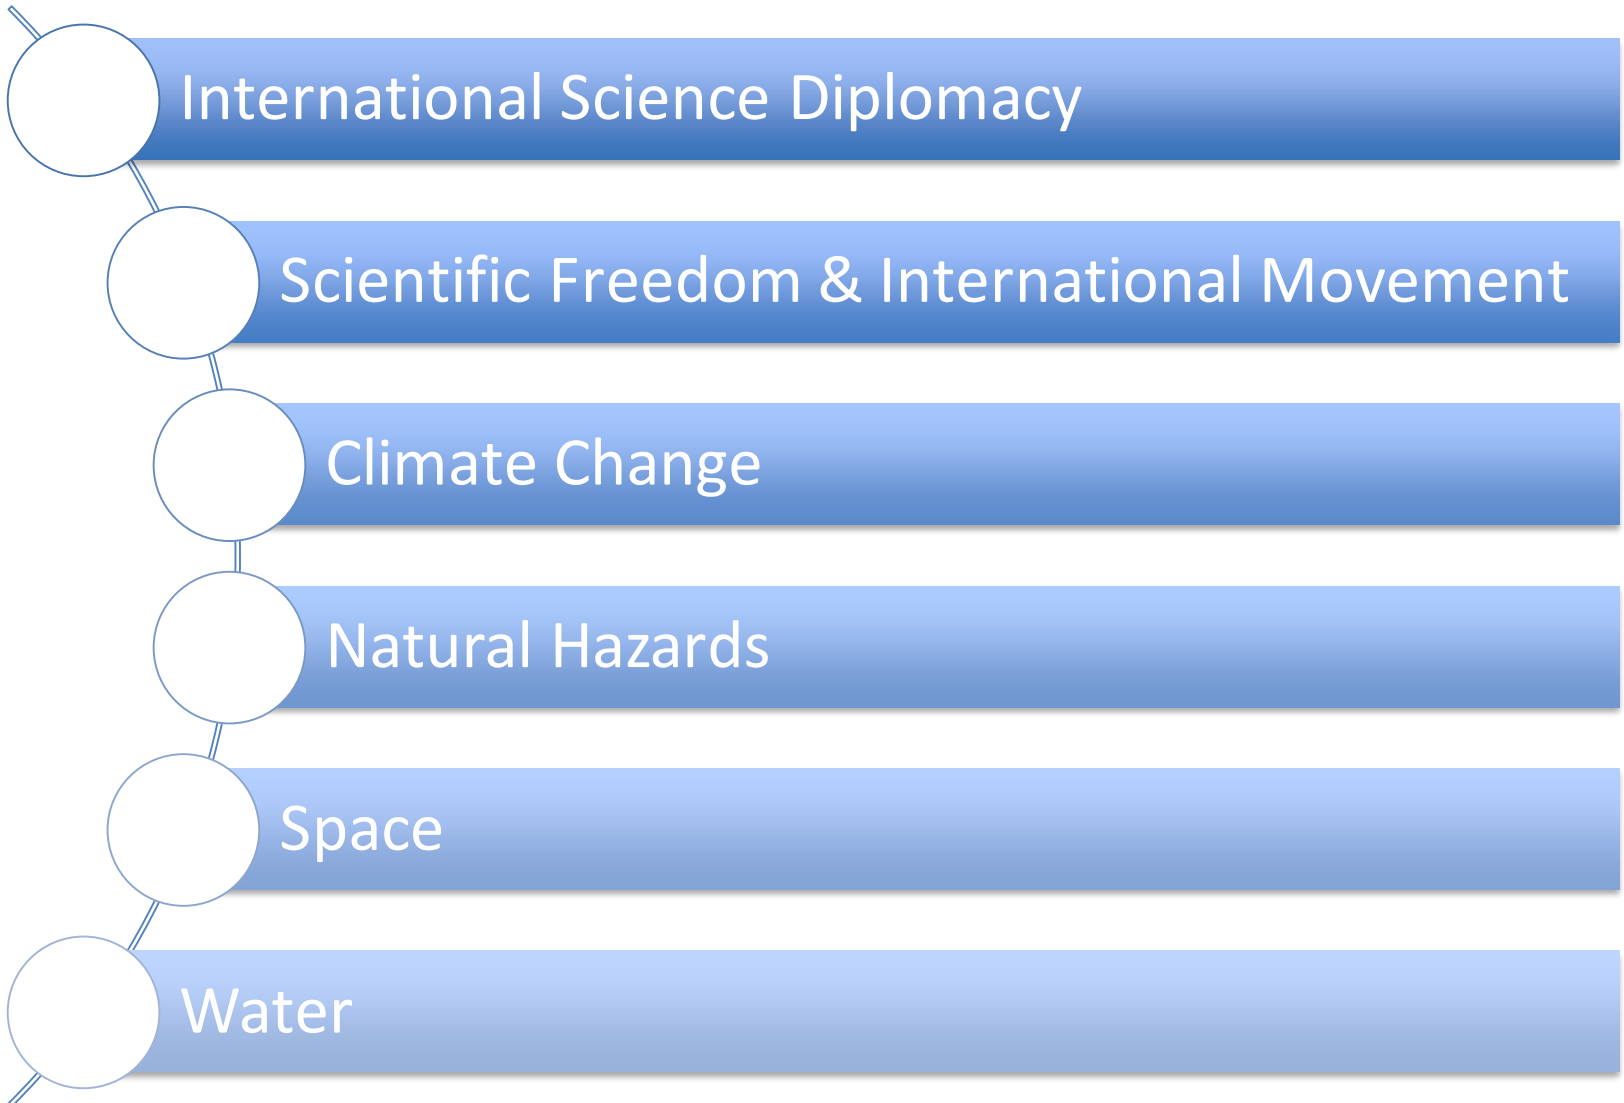 International Science Diplomacy
Scientific Freedom & International Movement
Climate Change
Natural Hazards
Space
Water